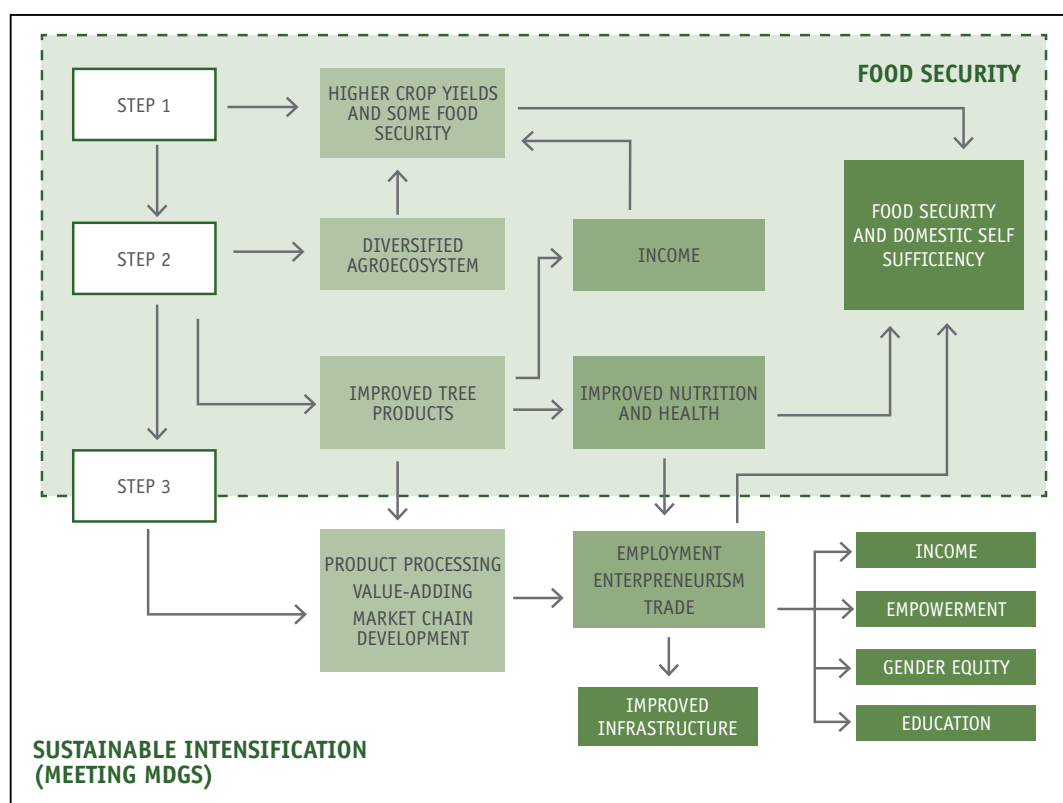 FOOD SECURITY
STEP 1
HIGHER CROP YIELDS
AND SOME FOOD
SECURITY
FOOD SECURITY
AND DOMESTIC SELF
SUFFICIENCY
STEP 2
DIVERSIFIED
AGROECOSYSTEM
INCOME
IMPROVED TREE
PRODUCTS
IMPROVED NUTRITION
AND HEALTH
STEP 3
PRODUCT PROCESSING
VALUE-ADDING
MARKET CHAIN
DEVELOPMENT
EMPLOYMENT
ENTERPRENEURISM
TRADE
INCOME
EMPOWERMENT
GENDER EQUITY
EDUCATION
IMPROVED
INFRASTRUCTURE
SUSTAINABLE INTENSIFICATION
(MEETING MDGS)